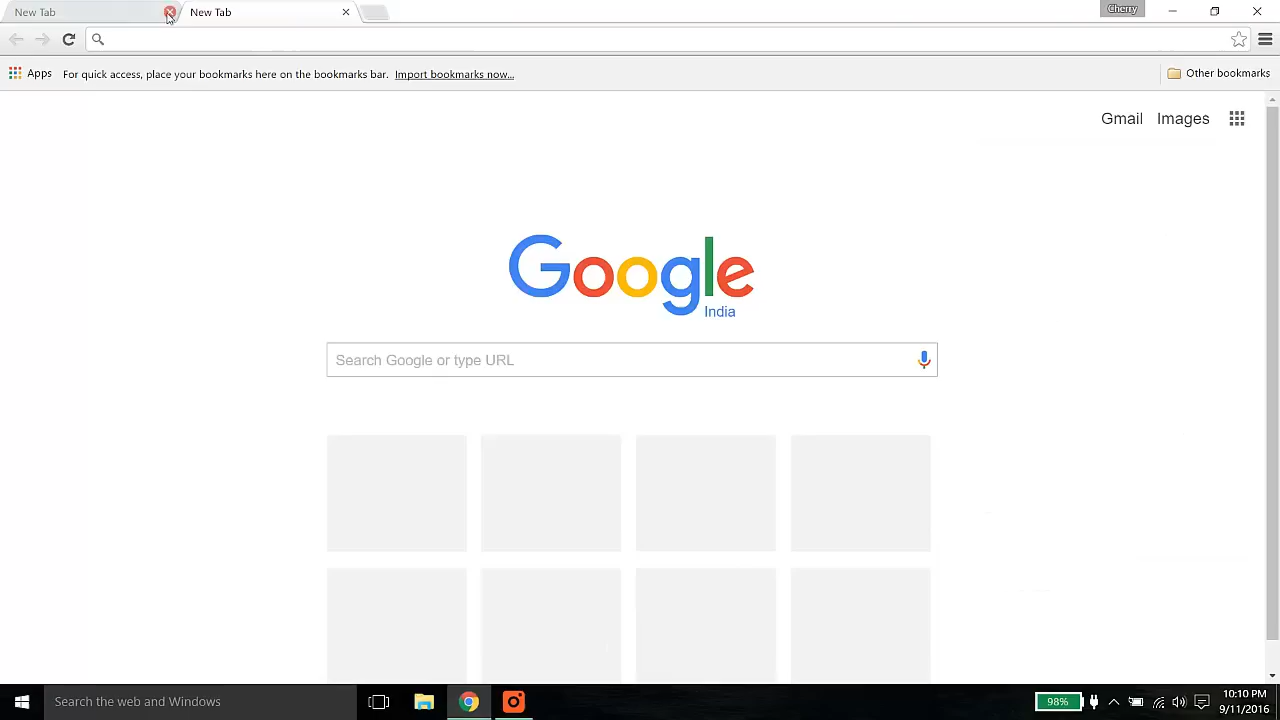 New Tab
New Tab
Cherry
Apps
For quick access, place your bookmarks here on the bookmarks bar. Import bookmarks now...
Other bookmarks
Gmail Images
Google
India
Search Google or type URL
Search the web and Windows
98%
10:10 PM
9/11/2016